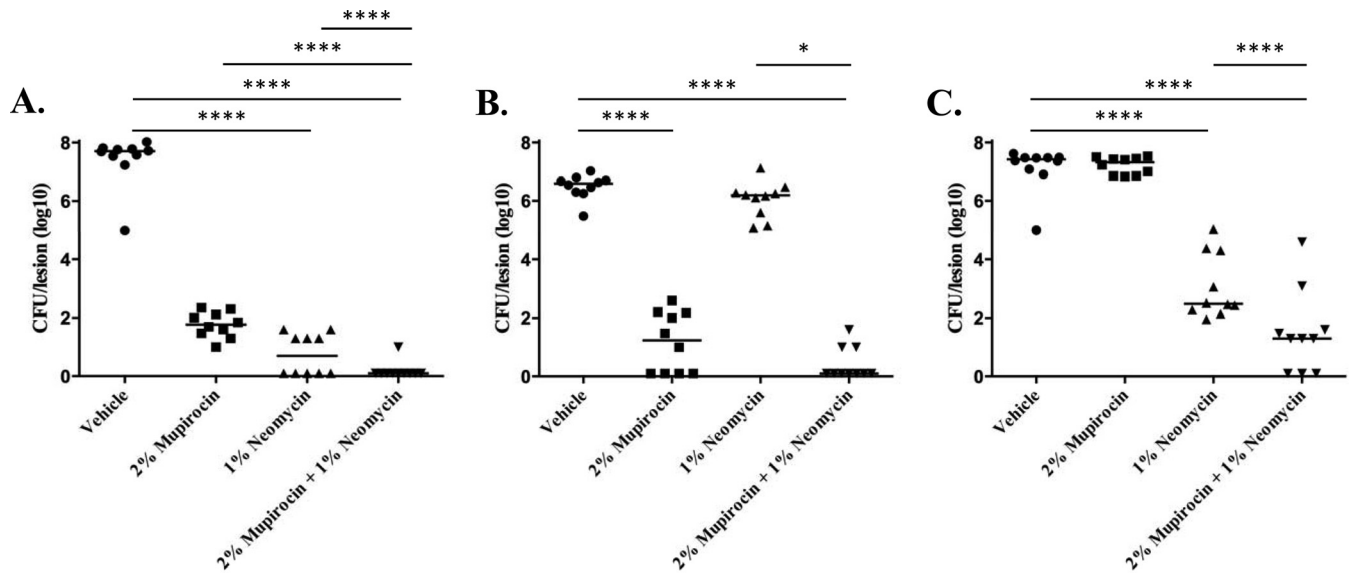 A.
****
****
****
****
CFU/lesion (log10)
8
6
4
2
0
Vehicle
2% Mupirocin
1% Neomycin
2% Mupirocin + 1% Neomycin
B.
*
****
****
CFU/lesion (log10)
8
6
4
2
0
Vehicle
2% Mupirocin
1% Neomycin
2% Mupirocin + 1% Neomycin
C.
****
****
****
CFU/lesion (log10)
8
6
4
2
0
Vehicle
2% Mupirocin
1% Neomycin
2% Mupirocin + 1% Neomycin